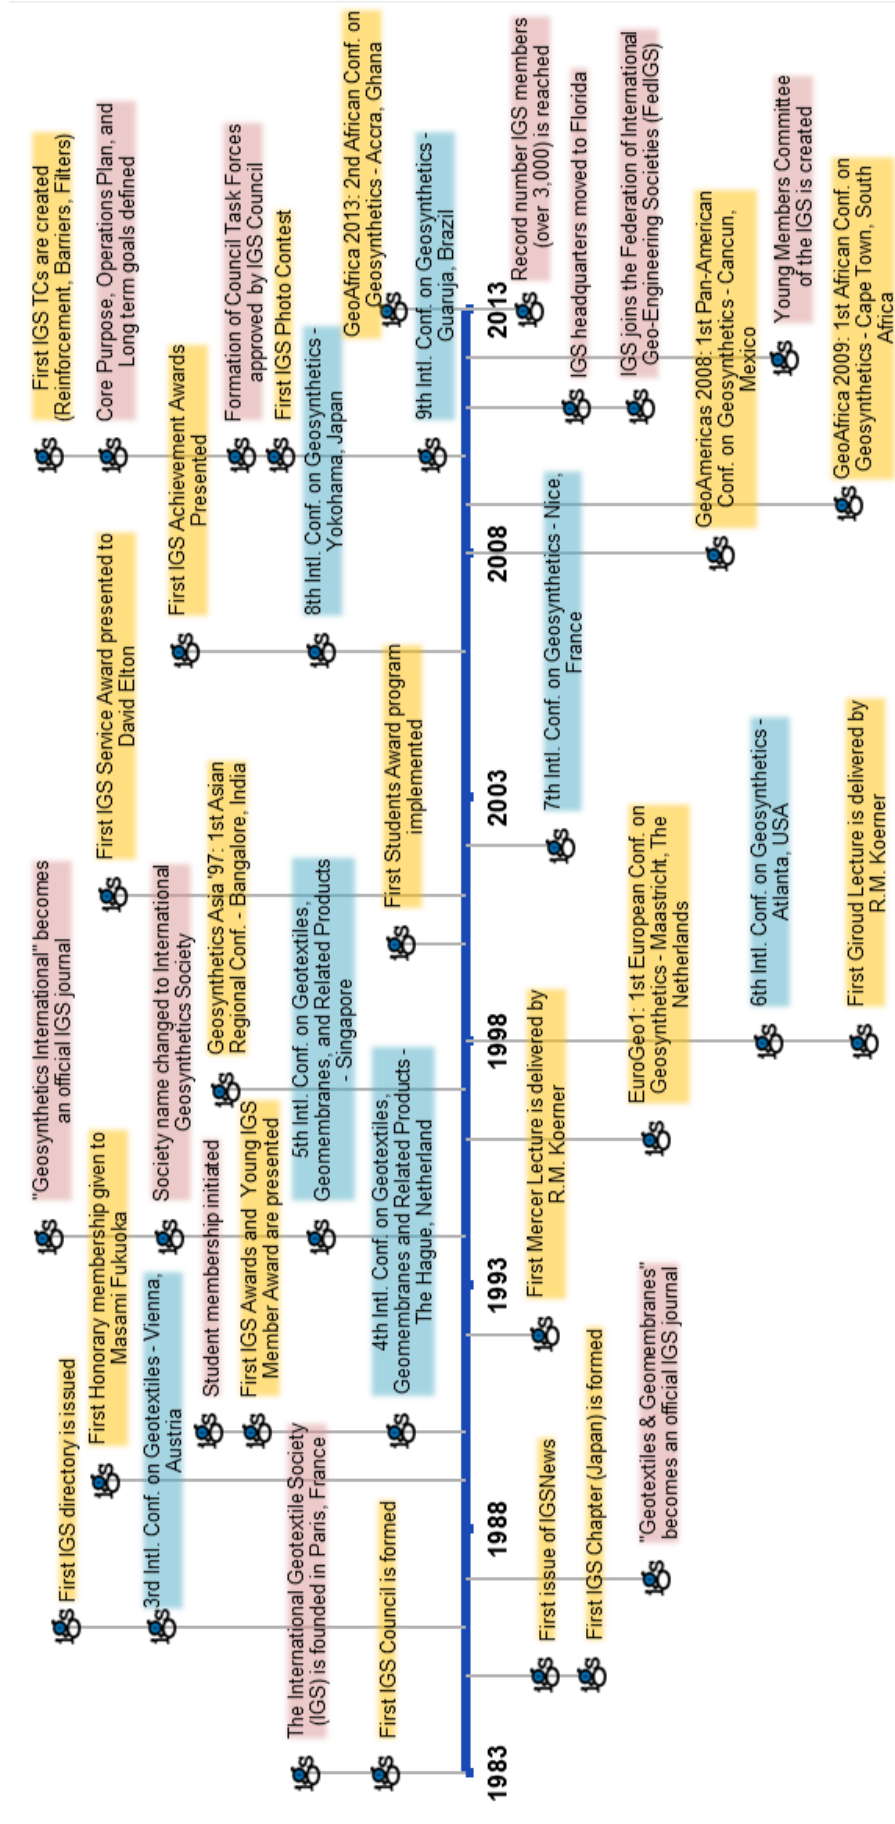 "Geosynthetics International" becomes
an official IGS journal
First IGS TCs are created
(Reinforcement, Barriers, Filters)
First IGS directory is issued
First Honorary membership given to
Masami Fukuoka
First IGS Service Award presented to
David Elton
Core Purpose, Operations Plan, and
Long term goals defined
3rd Intl. Conf. on Geotextiles - Vienna,
Austria
Society name changed to International
Geosynthetics Society
First IGS Achievement Awards
Presented
Student membership initiated
Geosynthetics Asia '97: 1st Asian
Regional Conf. - Bangalore, India
Formation of Council Task Forces
approved by IGS Council
First IGS Awards and Young IGS
Member Award are presented
First IGS Photo Contest
The International Geotextile Society
(IGS) is founded in Paris, France
5th Intl. Conf. on Geotextiles,
Geomembranes, and Related Products
- Singapore
8th Intl. Conf. on Geosynthetics -
Yokohama, Japan
GeoAfrica 2013: 2nd African Conf. on
Geosynthetics - Accra, Ghana
First IGS Council is formed
4th Intl. Conf. on Geotextiles,
Geomembranes and Related Products -
The Hague, Netherland
First Students Award program
implemented
9th Intl. Conf. on Geosynthetics -
Guaruja, Brazil
1983
1988
1993
1998
2003
2008
2013
First issue of IGSNews
First Mercer Lecture is delivered by
R.M. Koerner
7th Intl. Conf. on Geosynthetics - Nice,
France
Record number IGS members
(over 3,000) is reached
First IGS Chapter (Japan) is formed
IGS headquarters moved to Florida
"Geotextiles & Geomembranes"
becomes an official IGS journal
EuroGeo1: 1st European Conf. on
Geosynthetics - Maastricht, The
Netherlands
IGS joins the Federation of International
Geo-Engineering Societies (FedIGS)
GeoAmericas 2008: 1st Pan-American
Conf. on Geosynthetics - Cancun,
Mexico
6th Intl. Conf. on Geosynthetics -
Atlanta, USA
Young Members Committee
of the IGS is created
First Giroud Lecture is delivered by
R.M. Koerner
GeoAfrica 2009: 1st African Conf. on
Geosynthetics - Cape Town, South
Africa